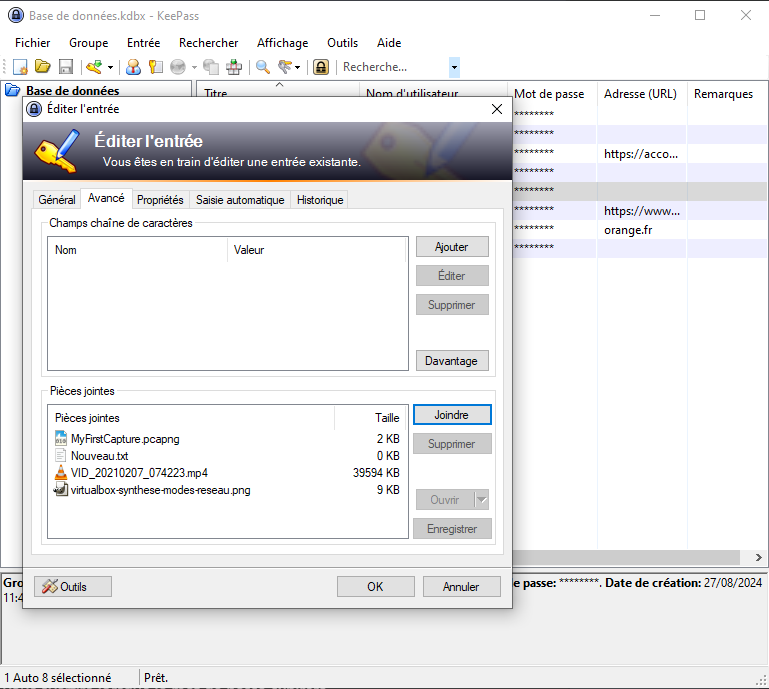 Base de données.kdbx - KeePass
Fichier Groupe Entrée Rechercher Affichage Outils Aide
Recherche...
Base de données
Titre Nom d'utilisateur Mot de passe Adresse (URL) Remarques
********
********
******** https://acco...
********
********
******** https://www...
******** orange.fr
********
Éditer l'entrée
Éditer l'entrée
Vous êtes en train d'éditer une entrée existante.
Général Avancé Propriétés Saisie automatique Historique
Champs chaîne de caractères
Nom Valeur
Ajouter
Éditer
Supprimer
Davantage
Pièces jointes
Pièces jointes Taille
MyFirstCapture.pcapng 2 KB
Nouveau.txt 0 KB
VID_20210207_074223.mp4 39594 KB
virtualbox-synthese-modes-reseau.png 9 KB
Joindre
Supprimer
Ouvrir
Enregistrer
Outils OK Annuler
Gro
e passe: ********. Date de création: 27/08/2024
11:4
1 Auto 8 sélectionné Prêt.